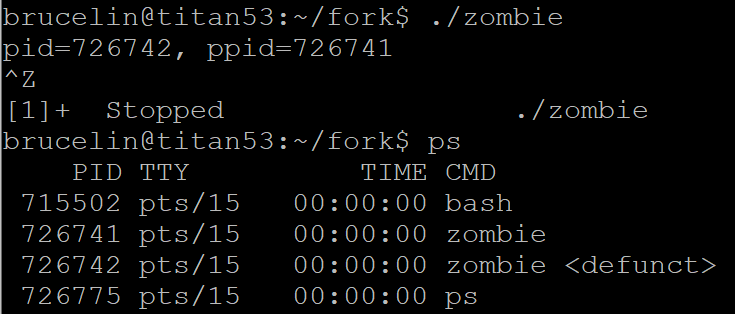 brucelin@titan53:~/fork$ ./zombie
pid=726742, ppid=726741
^Z
[1]+  Stopped                 ./zombie
brucelin@titan53:~/fork$ ps
    PID TTY          TIME CMD
 715502 pts/15   00:00:00 bash
 726741 pts/15   00:00:00 zombie
 726742 pts/15   00:00:00 zombie <defunct>
 726775 pts/15   00:00:00 ps